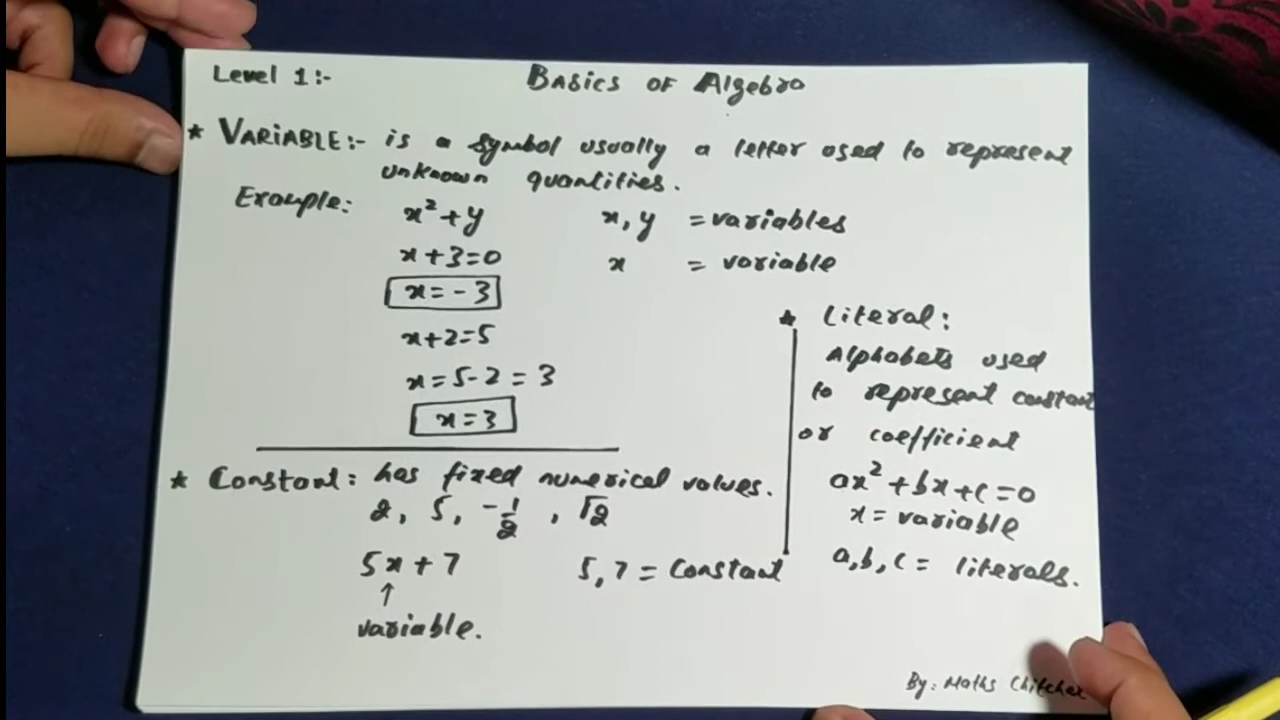 Level 1:-
Basics of Algebra
* VARIABLE:- is a symbol usually a letter used to represent
unknown quantities.
Example:
x² + y
x, y = variables
x + 3 = 0
x = variable
x = - 3
x + 2 = 5
x = 5 - 2 = 3
x = 3
* Constant: has fixed numerical values.
2, 5, -1/2, √2
5x + 7
5, 7 = Constant
↑
variable.
* Literal:
Alphabets used
to represent constant
or coefficient
ax² + bx + c = 0
x = variable
a, b, c = literals.
By: Maths Chitchat